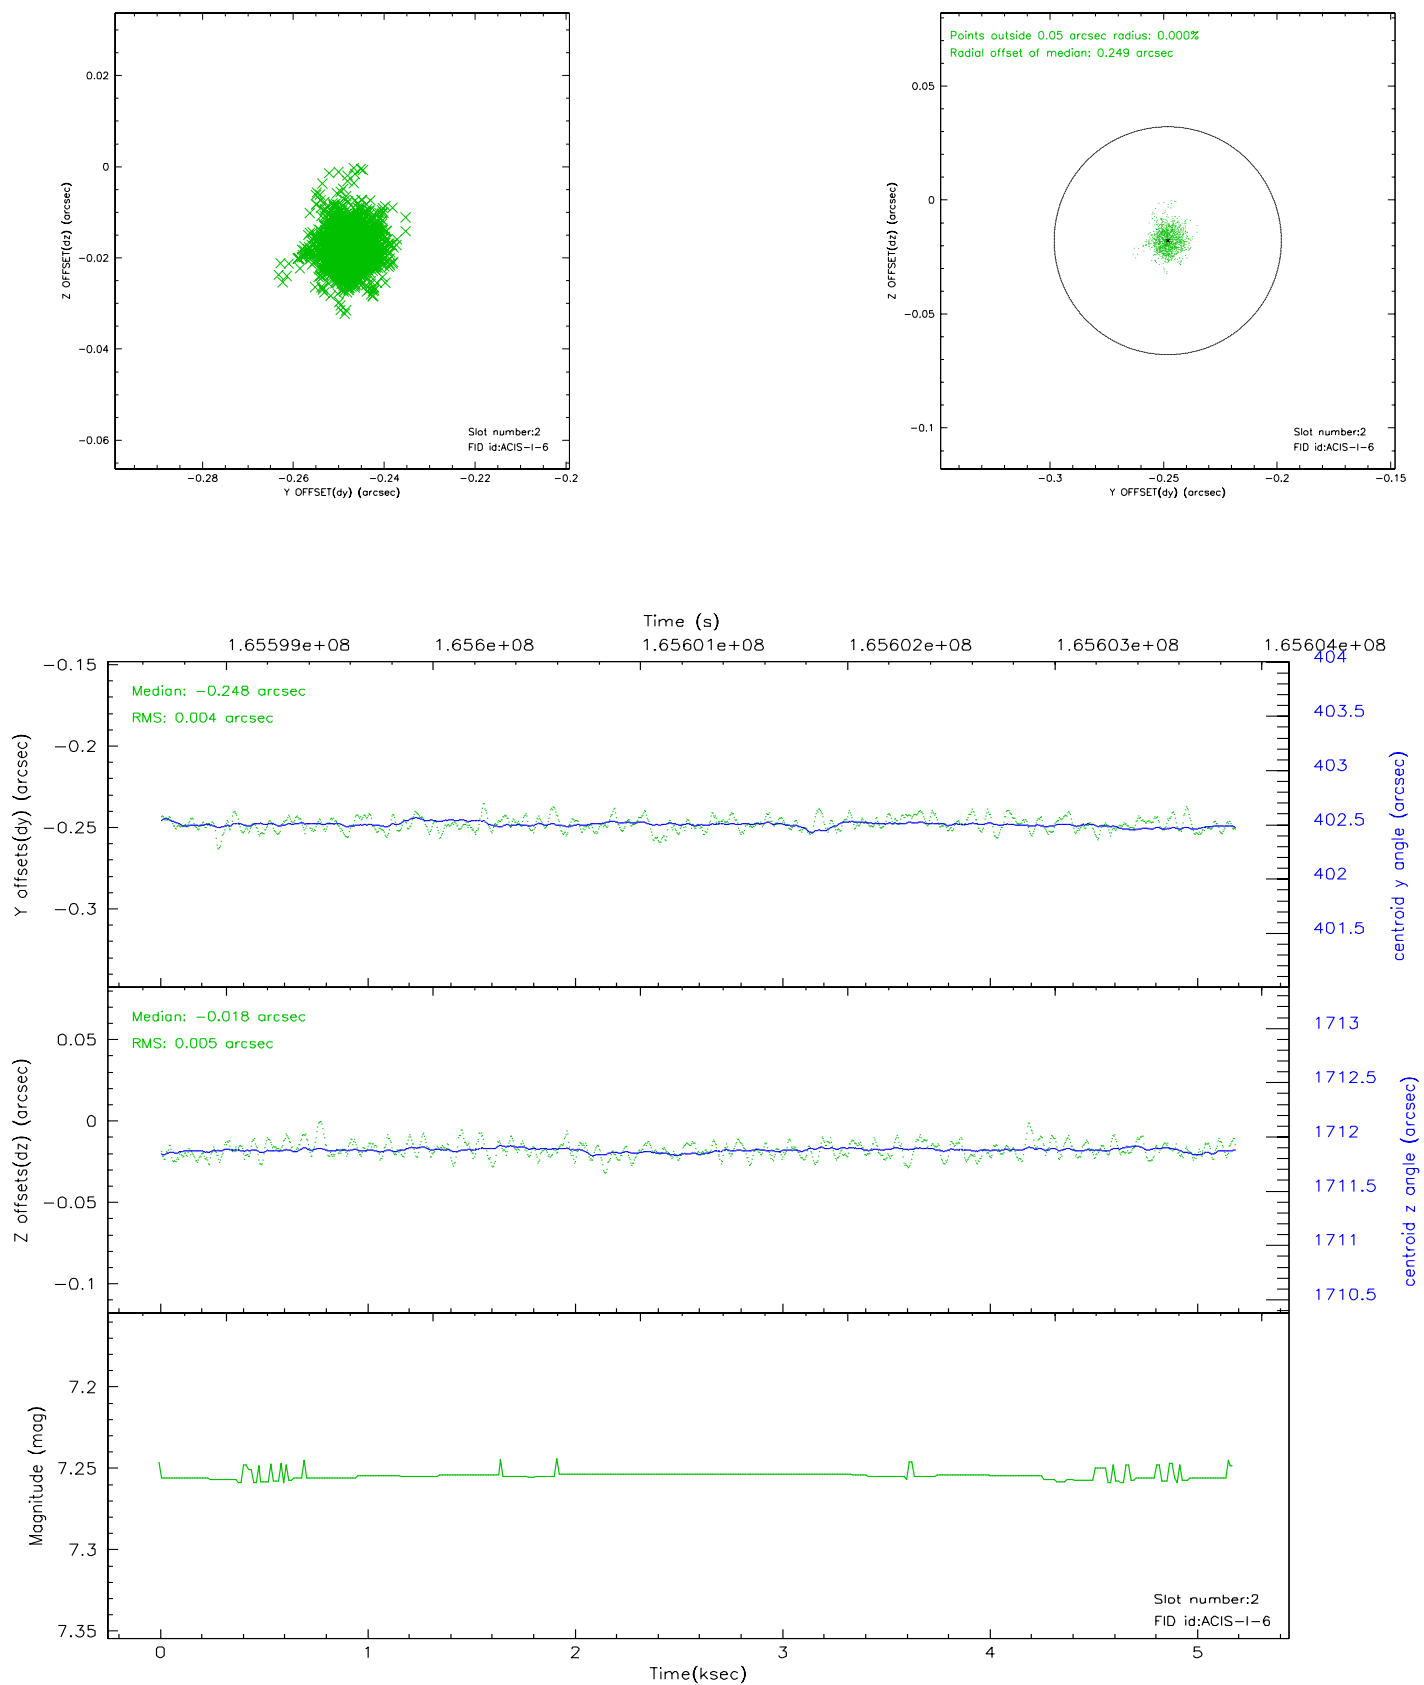 0.02
0
-0.02
-0.04
-0.06
Z OFFSET(dz) (arcsec)
Slot number:2
FID id:ACIS-I-6
-0.28
-0.26
-0.24
-0.22
-0.2
Y OFFSET(dy) (arcsec)
Points outside 0.05 arcsec radius: 0.000%
Radial offset of median: 0.249 arcsec
0.05
0
-0.05
-0.1
Z OFFSET(dz) (arcsec)
Slot number:2
FID id:ACIS-I-6
-0.3
-0.25
-0.2
-0.15
Y OFFSET(dy) (arcsec)
Time (s)
1.65599e+08
1.656e+08
1.65601e+08
1.65602e+08
1.65603e+08
1.65604e+08
-0.15
-0.2
-0.25
-0.3
Y offsets(dy) (arcsec)
Median: -0.248 arcsec
RMS: 0.004 arcsec
404
403.5
403
402.5
402
401.5
centroid y angle (arcsec)
0.05
0
-0.05
-0.1
Z offsets(dz) (arcsec)
Median: -0.018 arcsec
RMS: 0.005 arcsec
1713
1712.5
1712
1711.5
1711
1710.5
centroid z angle (arcsec)
7.2
7.25
7.3
7.35
Magnitude (mag)
Slot number:2
FID id:ACIS-I-6
0
1
2
3
4
5
Time(ksec)